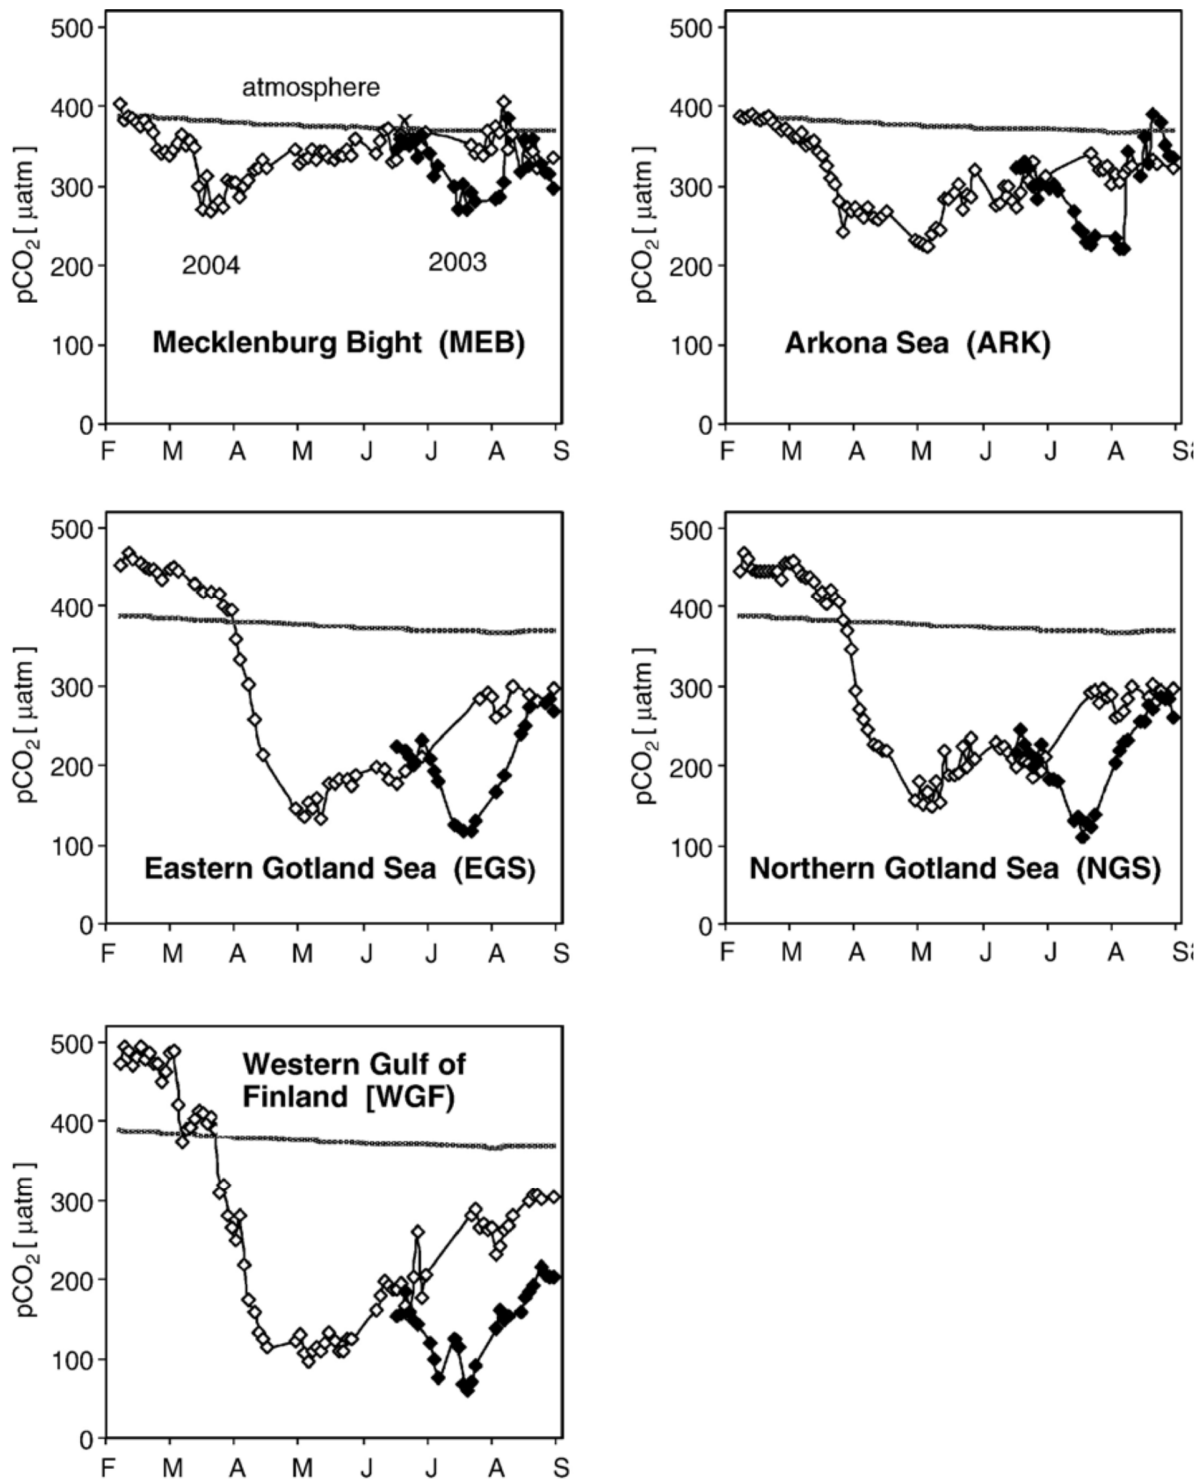 500
400
300
200
100
0
pCO2 [ µatm ]
atmosphere
2004
2003
Mecklenburg Bight (MEB)
F M A M J J A S
500
400
300
200
100
0
pCO2 [ µatm ]
Arkona Sea (ARK)
F M A M J J A S
500
400
300
200
100
0
pCO2 [ µatm ]
Eastern Gotland Sea (EGS)
F M A M J J A S
500
400
300
200
100
0
pCO2 [ µatm ]
Northern Gotland Sea (NGS)
F M A M J J A S
500
400
300
200
100
0
pCO2 [ µatm ]
Western Gulf of
Finland [WGF)
F M A M J J A S